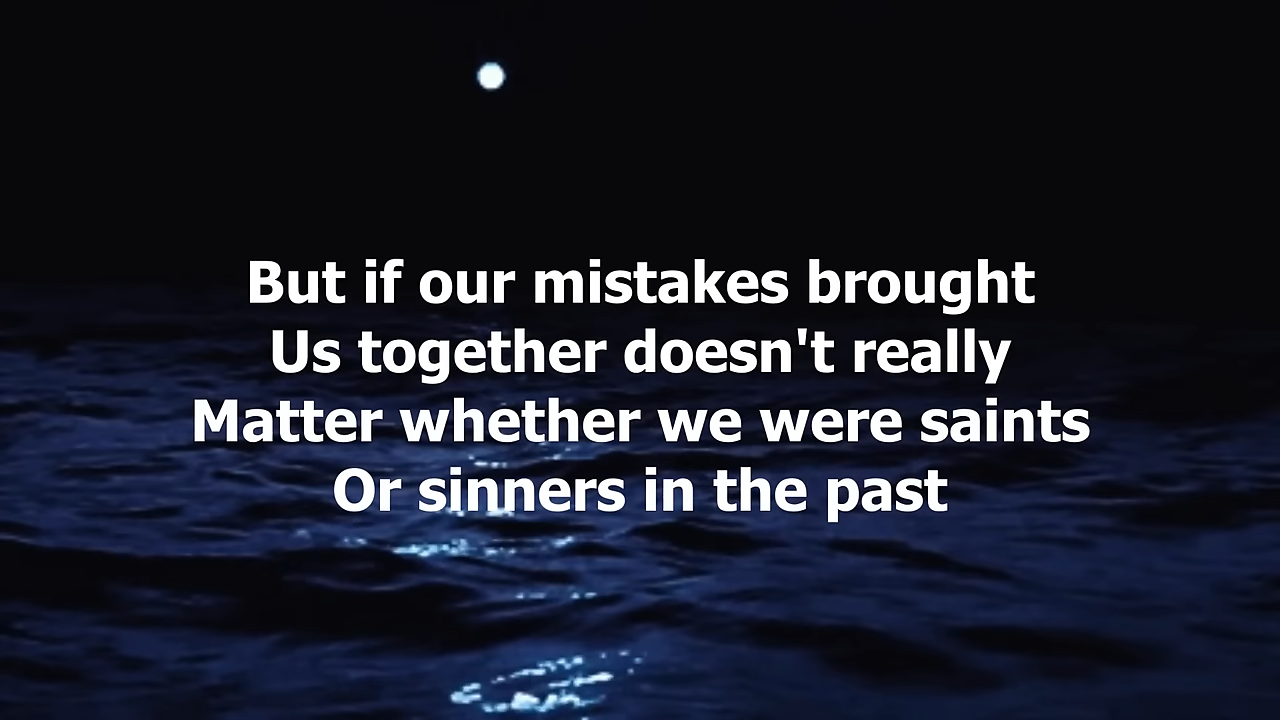 But if our mistakes brought
Us together doesn't really
Matter whether we were saints
Or sinners in the past